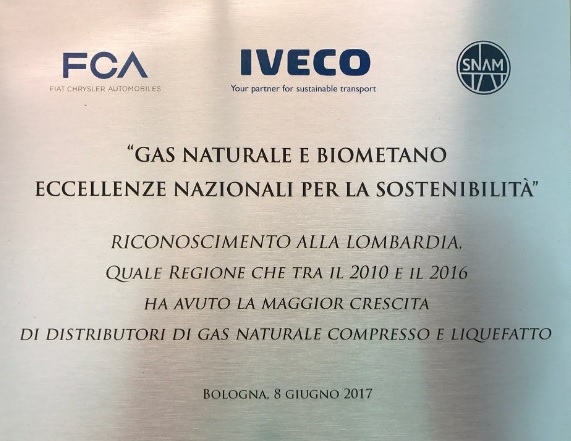 FCA
FIAT CHRYSLER AUTOMOBILES
IVECO
Your partner for sustainable transport
SNAM
"GAS NATURALE E BIOMETANO
ECCELLENZE NAZIONALI PER LA SOSTENIBILITÀ"
RICONOSCIMENTO ALLA LOMBARDIA,
QUALE REGIONE CHE TRA IL 2010 E IL 2016
HA AVUTO LA MAGGIOR CRESCITA
DI DISTRIBUTORI DI GAS NATURALE COMPRESSO E LIQUEFATTO
BOLOGNA, 8 GIUGNO 2017